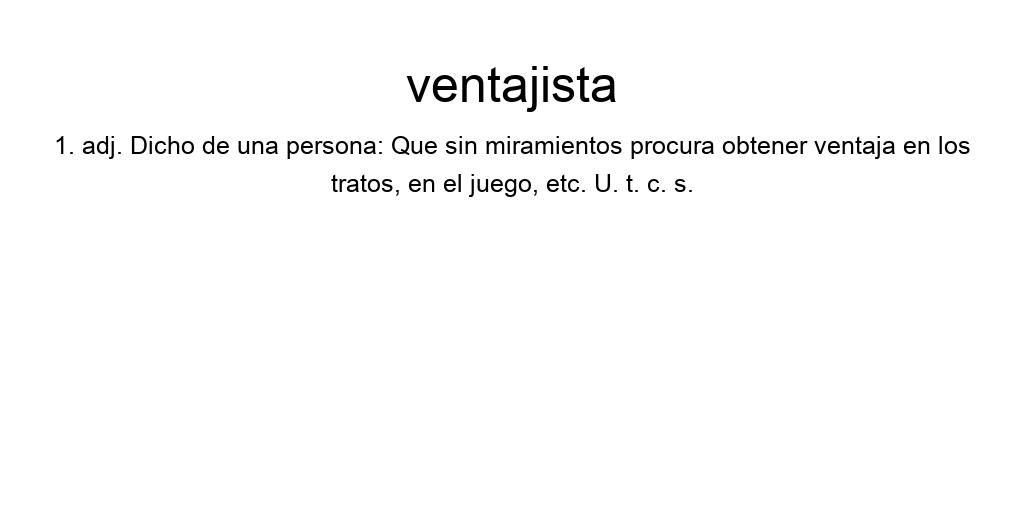 ventajista
1. adj. Dicho de una persona: Que sin miramientos procura obtener ventaja en los
tratos, en el juego, etc. U. t. c. s.